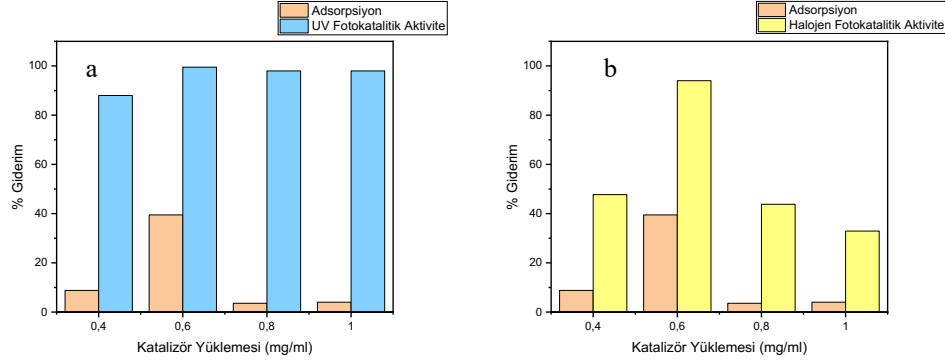 Adsorpsiyon
UV Fotokatalitik Aktivite
a
100
80
60
40
20
0
% Giderim
0,4 0,6 0,8 1
Katalizör Yüklemesi (mg/ml)
Adsorpsiyon
Halojen Fotokatalitik Aktivite
b
100
80
60
40
20
0
% Giderim
0,4 0,6 0,8 1
Katalizör Yüklemesi (mg/ml)